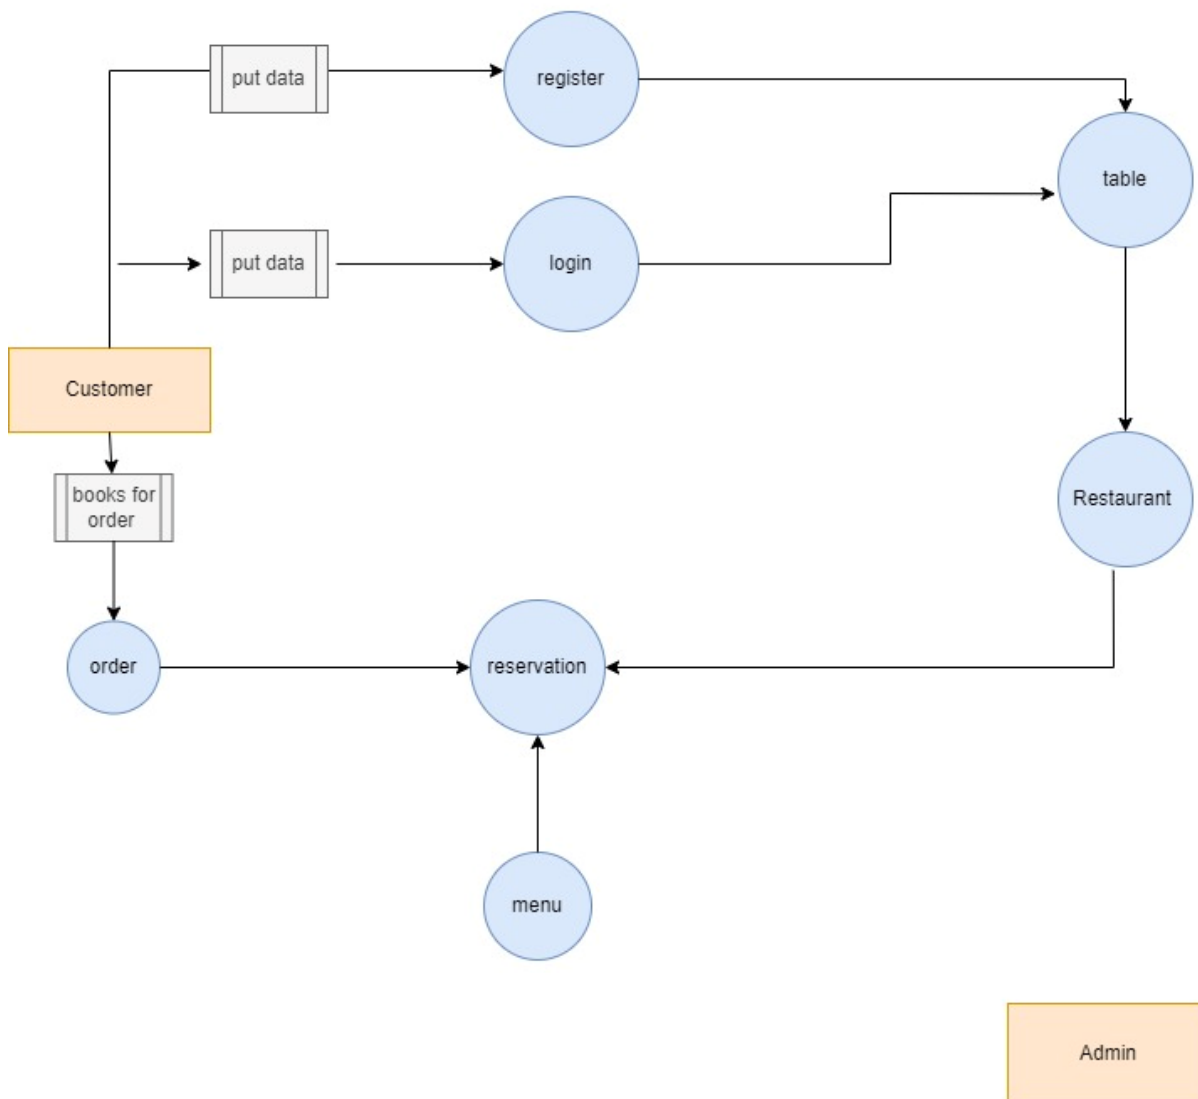 put data
register
table
put data
login
Customer
Restaurant
books for
order
order
reservation
menu
Admin